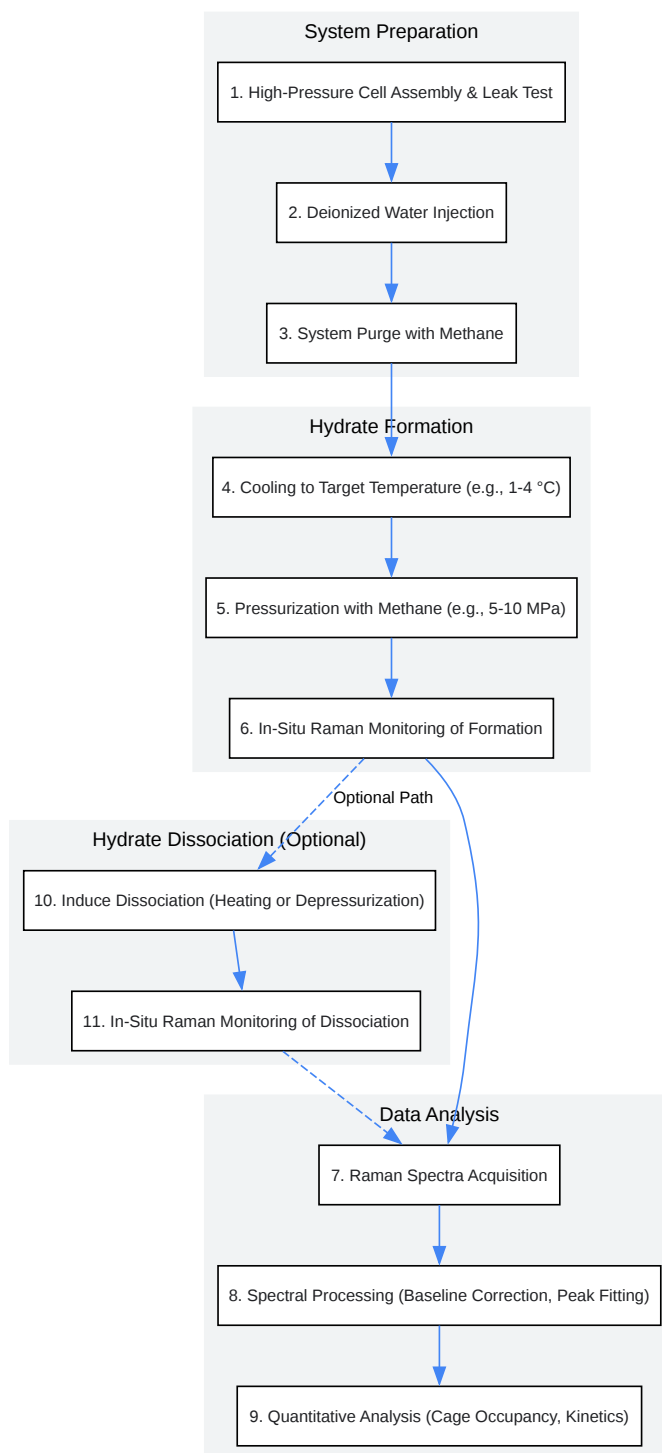 System Preparation
1. High-Pressure Cell Assembly & Leak Test
2. Deionized Water Injection
3. System Purge with Methane
Hydrate Formation
4. Cooling to Target Temperature (e.g., 1-4 °C)
5. Pressurization with Methane (e.g., 5-10 MPa)
6. In-Situ Raman Monitoring of Formation
Optional Path
Hydrate Dissociation (Optional)
10. Induce Dissociation (Heating or Depressurization)
11. In-Situ Raman Monitoring of Dissociation
Data Analysis
7. Raman Spectra Acquisition
8. Spectral Processing (Baseline Correction, Peak Fitting)
9. Quantitative Analysis (Cage Occupancy, Kinetics)